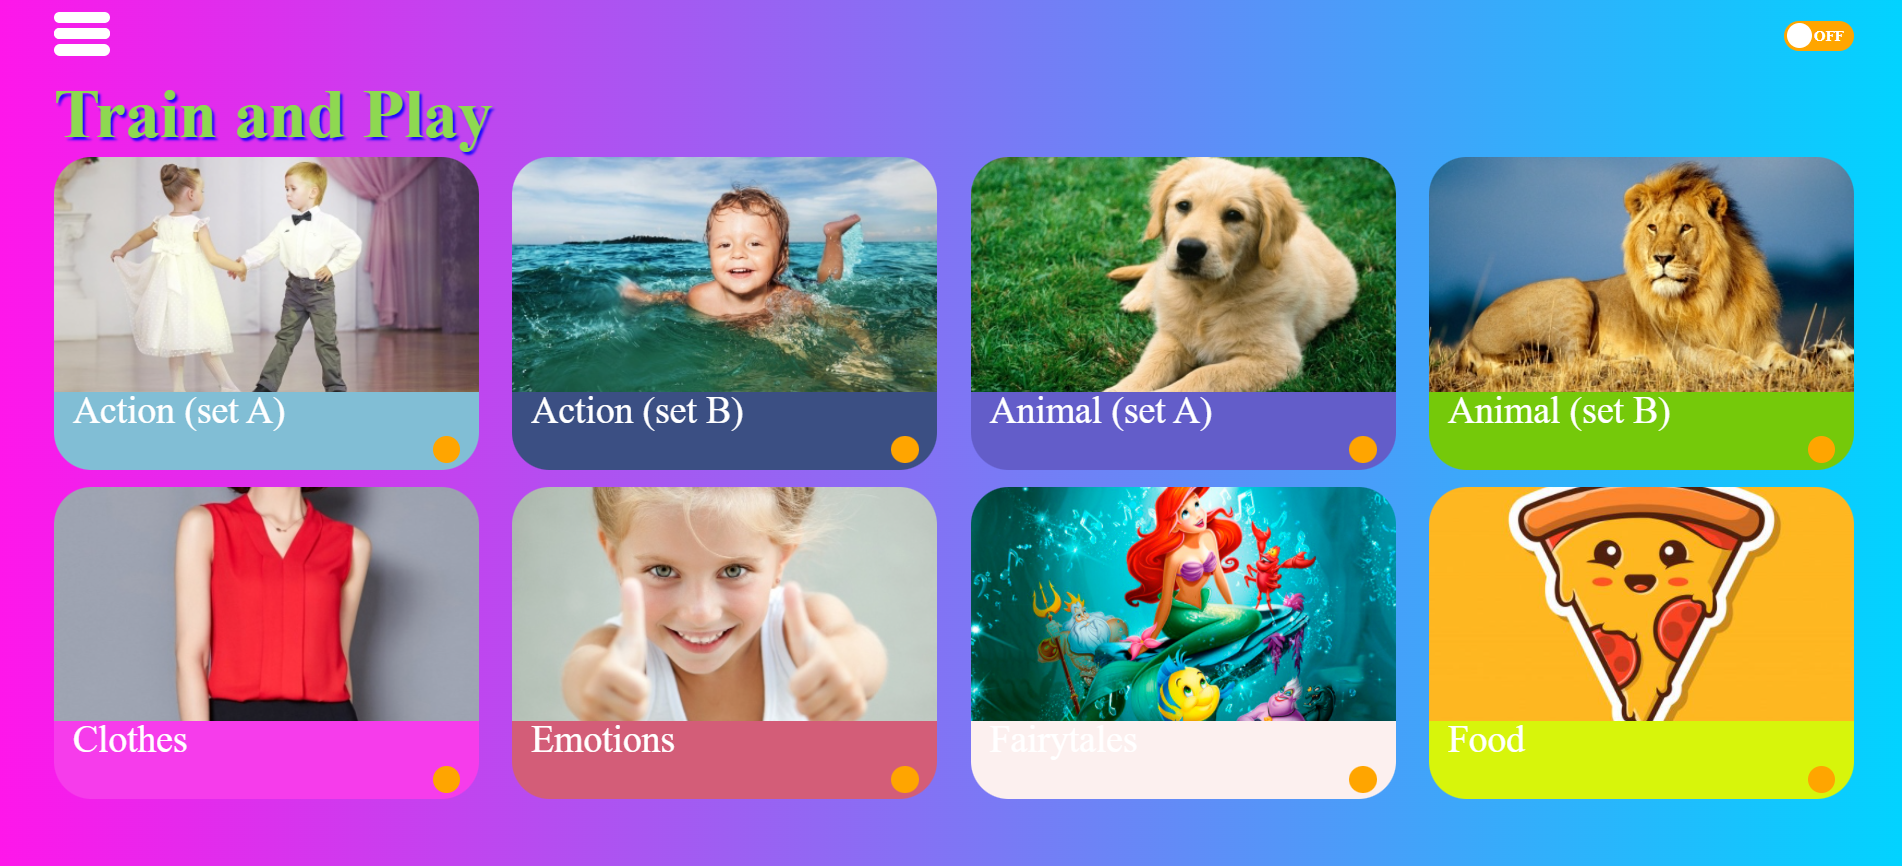 OFF
Train and Play
Action (set A)
Action (set B)
Animal (set A)
Animal (set B)
Clothes
Emotions
Fairytales
Food